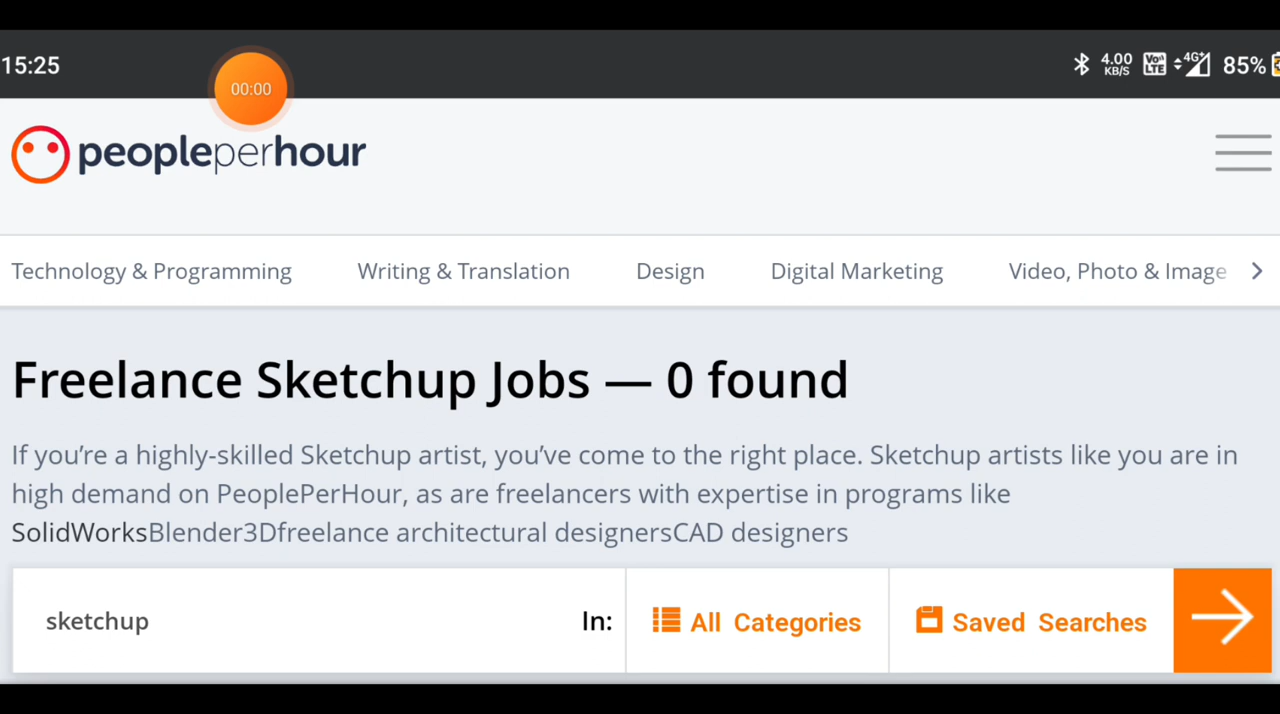 15:25
00:00
4.00
KB/S
Vo))
LTE
4G+
85%
peopleperhour
Technology & Programming Writing & Translation Design Digital Marketing Video, Photo & Image
Freelance Sketchup Jobs — 0 found
If you’re a highly-skilled Sketchup artist, you’ve come to the right place. Sketchup artists like you are in
high demand on PeoplePerHour, as are freelancers with expertise in programs like
SolidWorksBlender3Dfreelance architectural designersCAD designers
sketchup In: All Categories Saved Searches